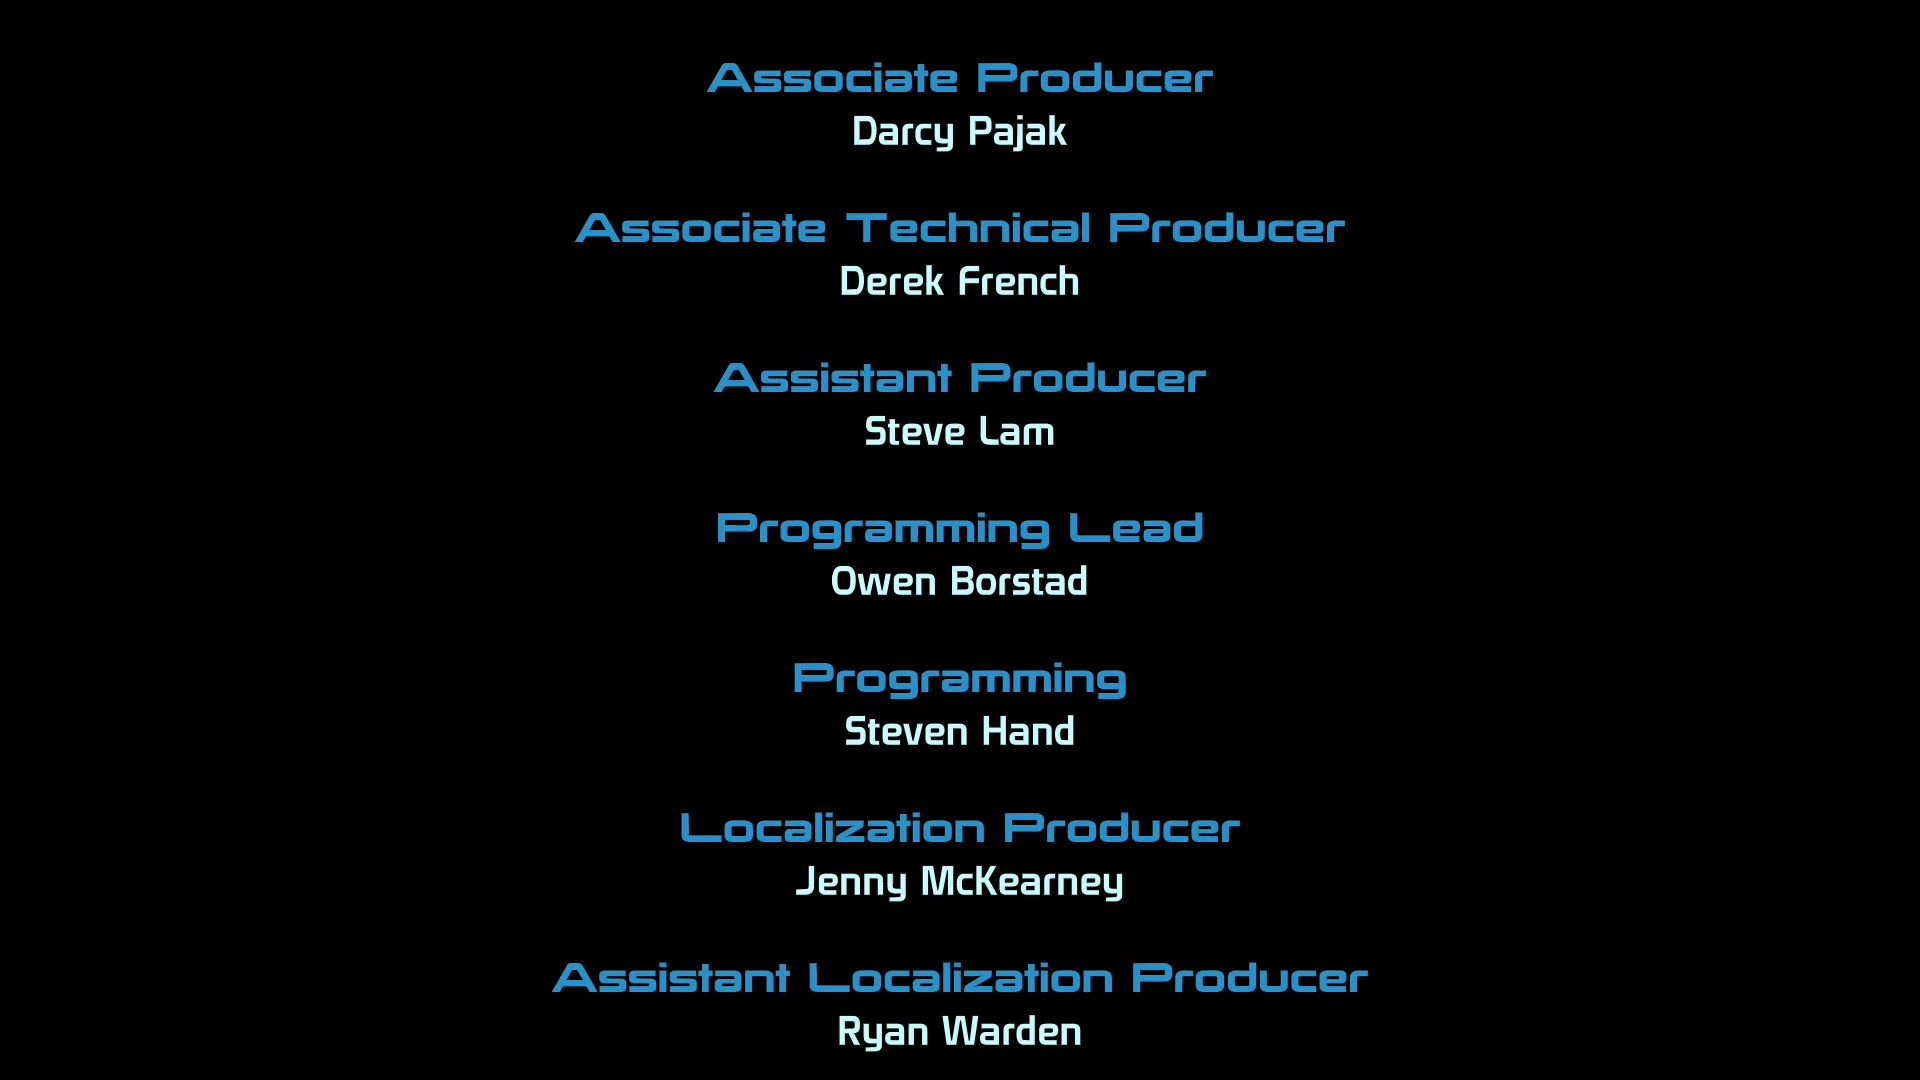 Associate Producer
Darcy Pajak
Associate Technical Producer
Derek French
Assistant Producer
Steve Lam
Programming Lead
Owen Borstad
Programming
Steven Hand
Localization Producer
Jenny McKearney
Assistant Localization Producer
Ryan Warden